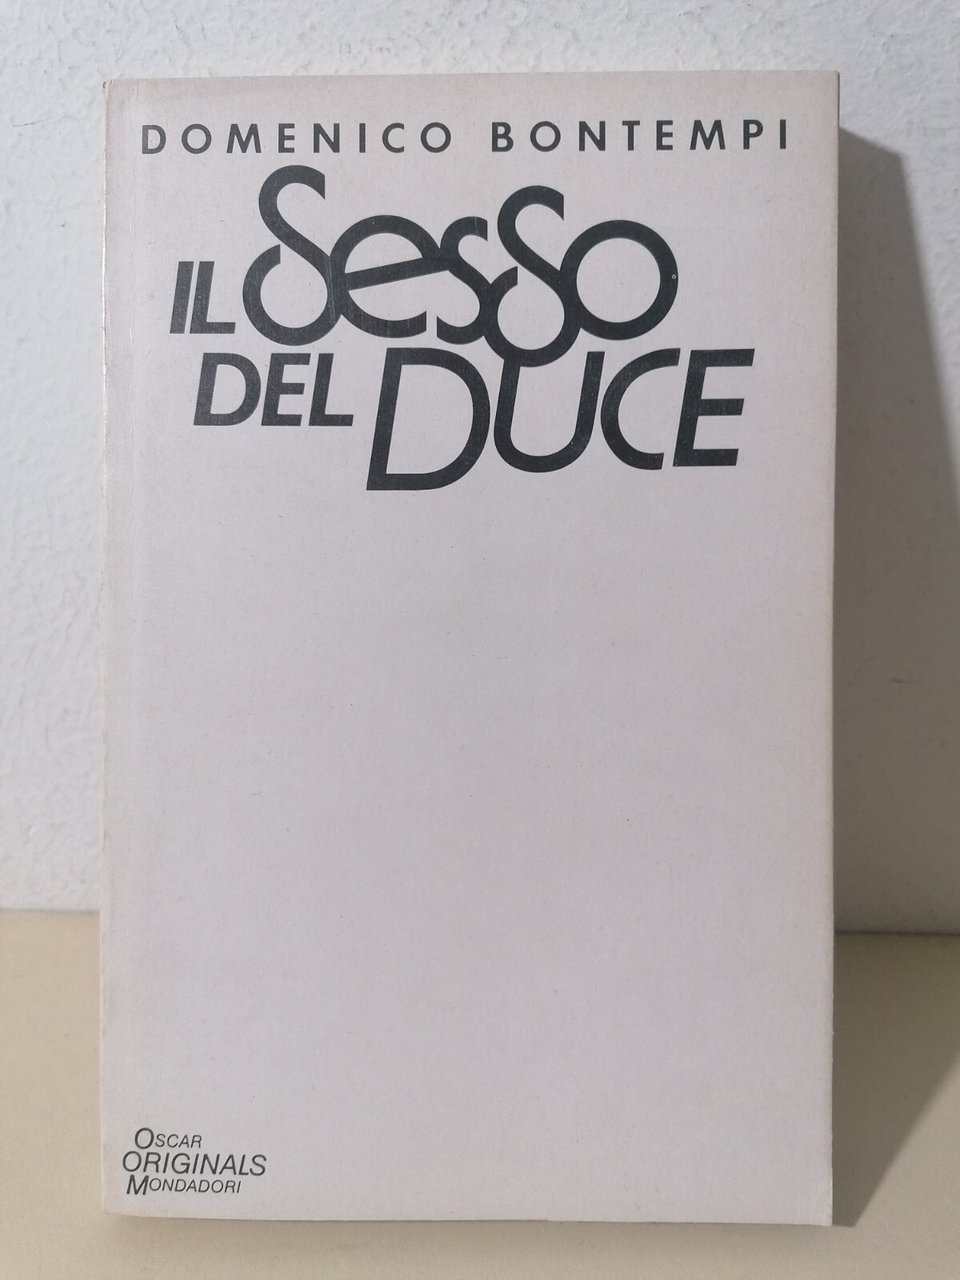 DOMENICO BONTEMPI
IL Sesso
DEL DUCE
OSCAR
ORIGINALS
MONDADORI